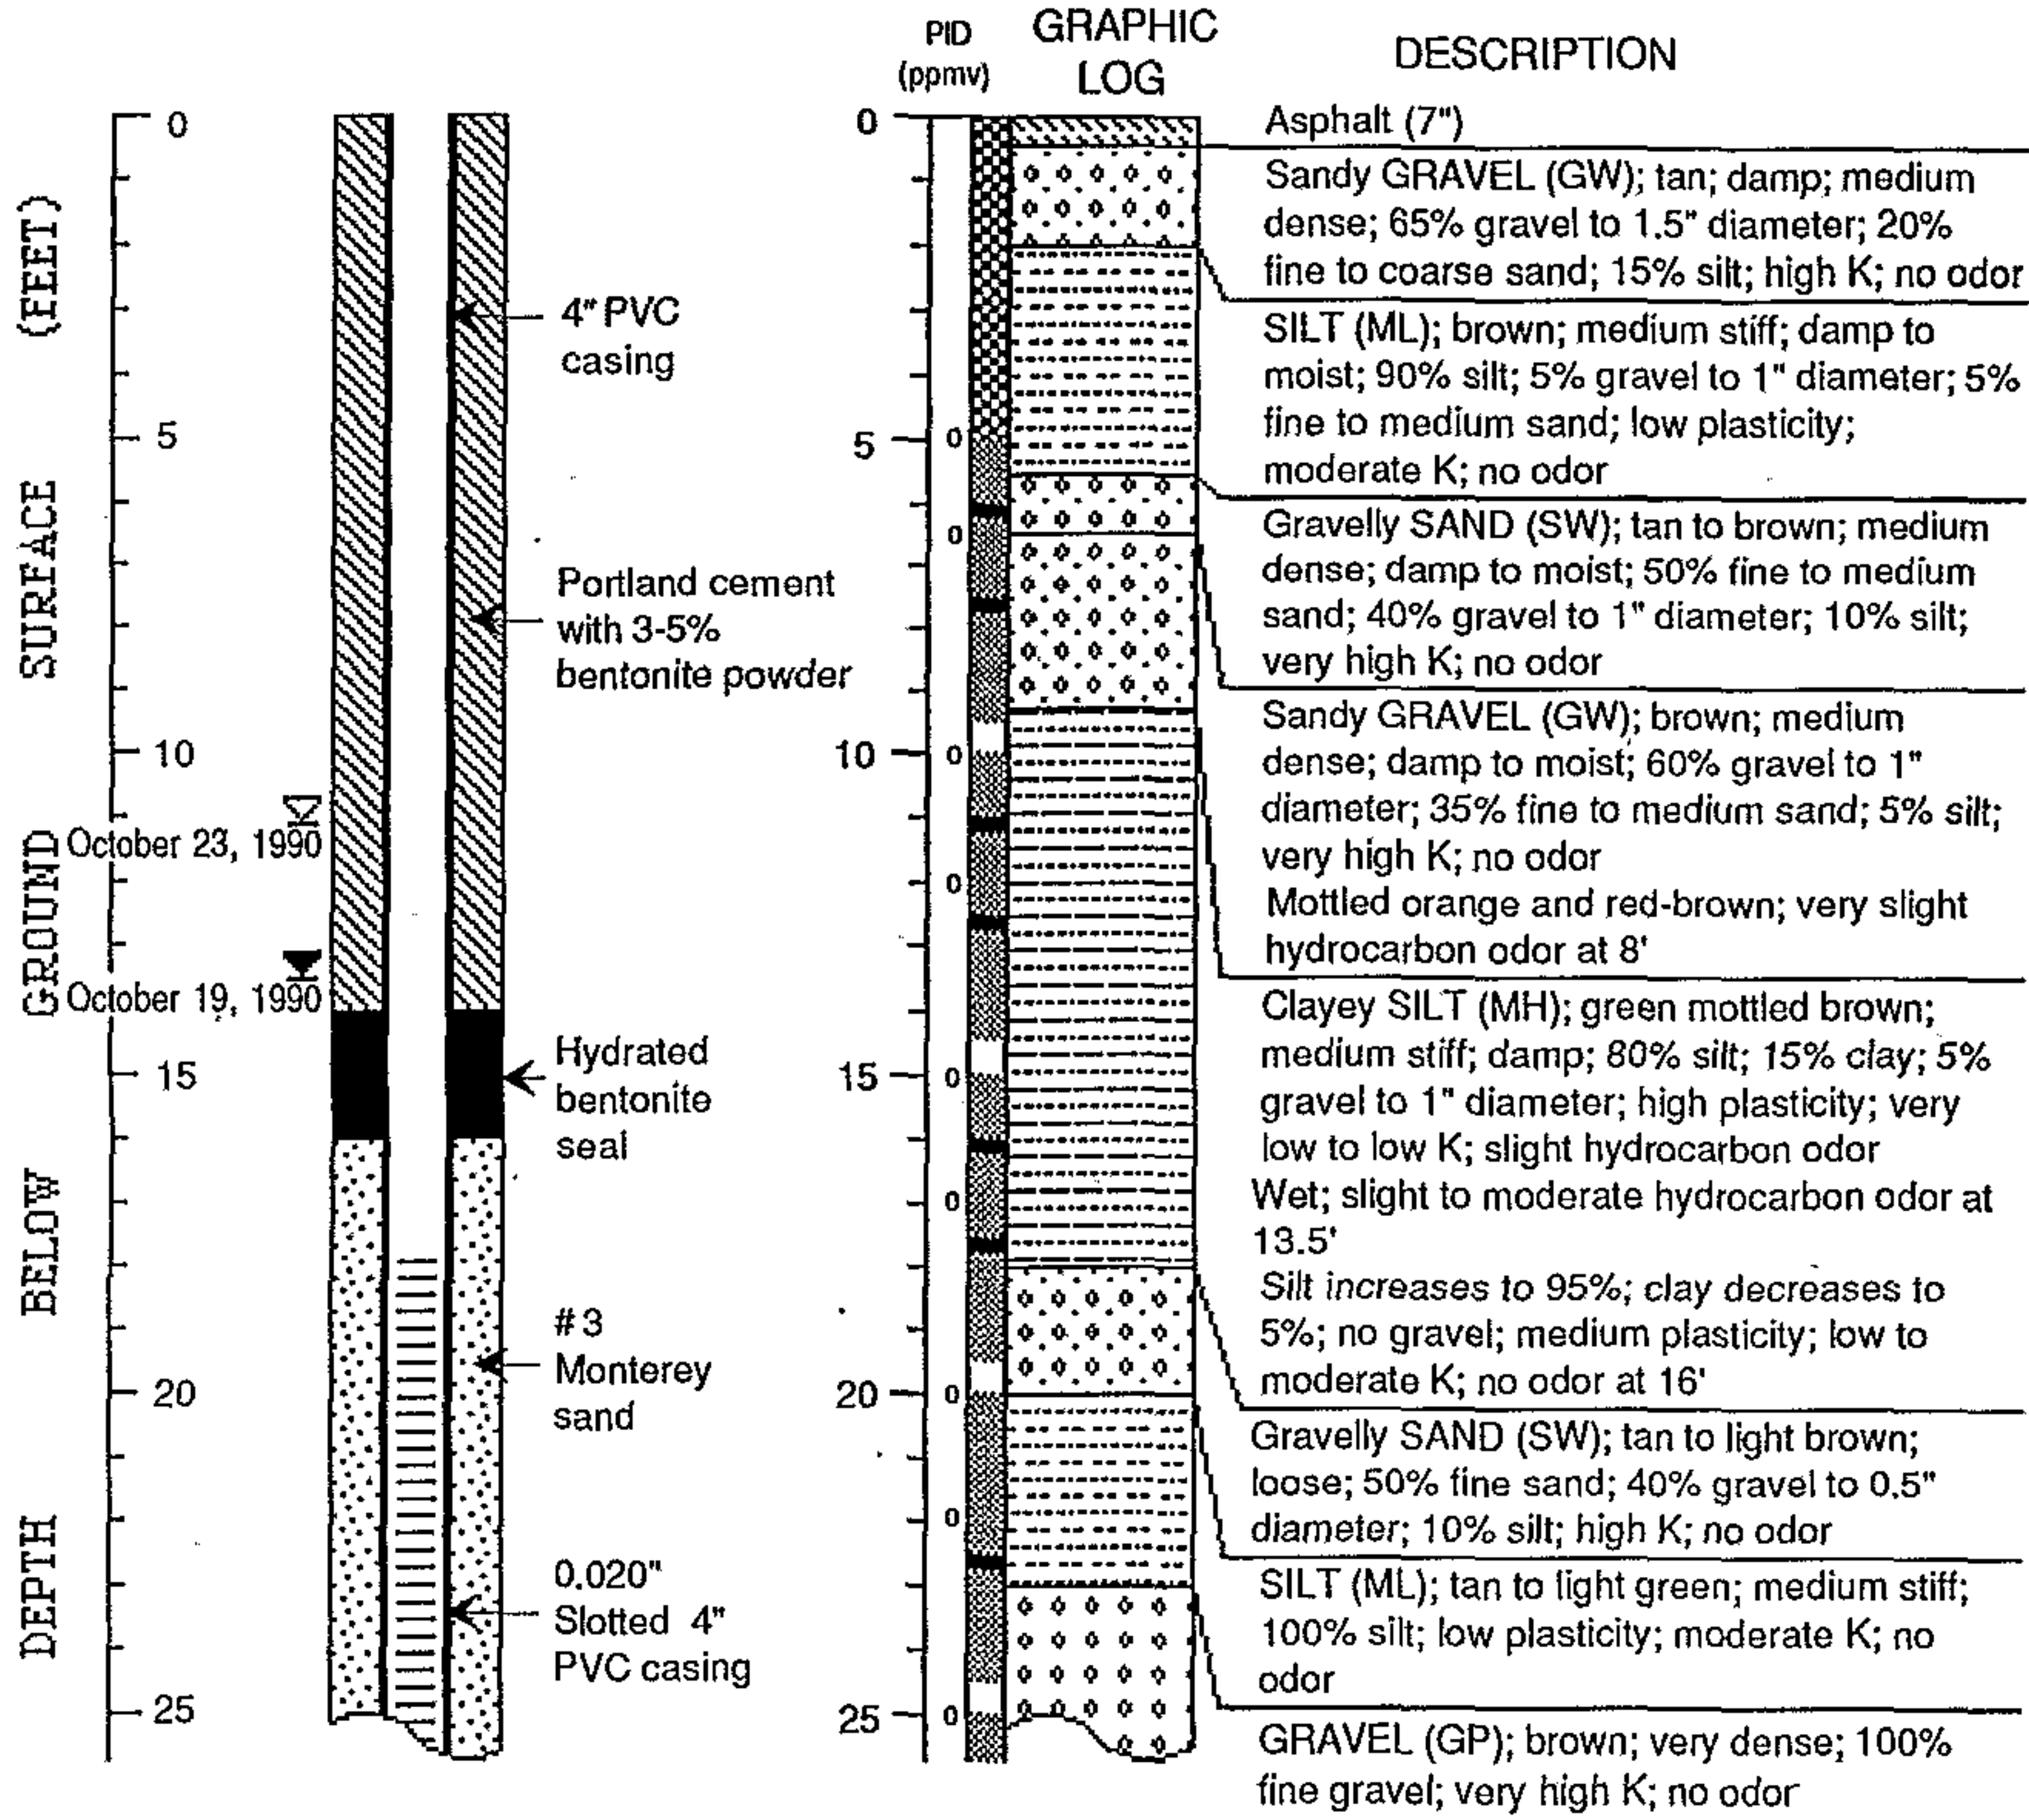 PID
(ppmv)
GRAPHIC
LOG
DESCRIPTION
DEPTH BELOW GROUND SURFACE (FEET)
0
5
10
15
20
25
October 23, 1990
October 19, 1990
4" PVC
casing
Portland cement
with 3-5%
bentonite powder
Hydrated
bentonite
seal
#3
Monterey
sand
0.020"
Slotted 4"
PVC casing
0
5
10
15
20
25
0
0
0
0
0
0
0
0
0
Asphalt (7")
Sandy GRAVEL (GW); tan; damp; medium
dense; 65% gravel to 1.5" diameter; 20%
fine to coarse sand; 15% silt; high K; no odor
SILT (ML); brown; medium stiff; damp to
moist; 90% silt; 5% gravel to 1" diameter; 5%
fine to medium sand; low plasticity;
moderate K; no odor
Gravelly SAND (SW); tan to brown; medium
dense; damp to moist; 50% fine to medium
sand; 40% gravel to 1" diameter; 10% silt;
very high K; no odor
Sandy GRAVEL (GW); brown; medium
dense; damp to moist; 60% gravel to 1"
diameter; 35% fine to medium sand; 5% silt;
very high K; no odor
Mottled orange and red-brown; very slight
hydrocarbon odor at 8'
Clayey SILT (MH); green mottled brown;
medium stiff; damp; 80% silt; 15% clay; 5%
gravel to 1" diameter; high plasticity; very
low to low K; slight hydrocarbon odor
Wet; slight to moderate hydrocarbon odor at
13.5'
Silt increases to 95%; clay decreases to
5%; no gravel; medium plasticity; low to
moderate K; no odor at 16'
Gravelly SAND (SW); tan to light brown;
loose; 50% fine sand; 40% gravel to 0.5"
diameter; 10% silt; high K; no odor
SILT (ML); tan to light green; medium stiff;
100% silt; low plasticity; moderate K; no
odor
GRAVEL (GP); brown; very dense; 100%
fine gravel; very high K; no odor